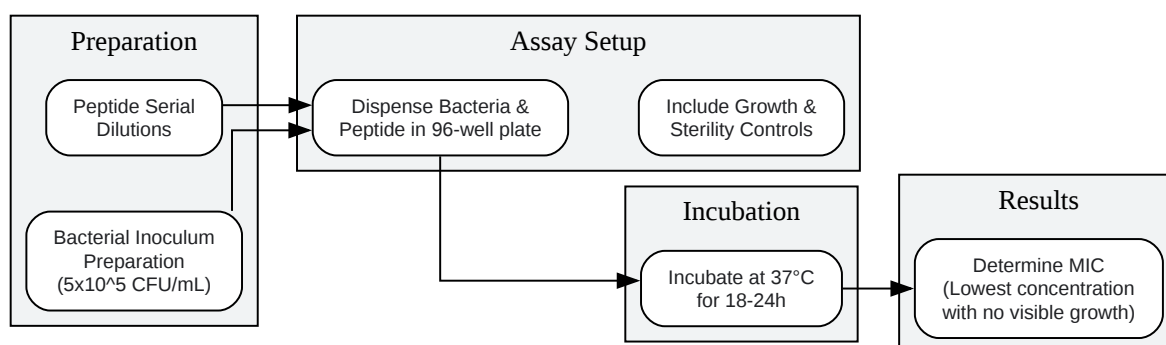 Preparation
Peptide Serial
Dilutions
Bacterial Inoculum
Preparation
(5x10^5 CFU/mL)
Assay Setup
Dispense Bacteria &
Peptide in 96-well plate
Include Growth &
Sterility Controls
Incubation
Incubate at 37°C
for 18-24h
Results
Determine MIC
(Lowest concentration
with no visible growth)